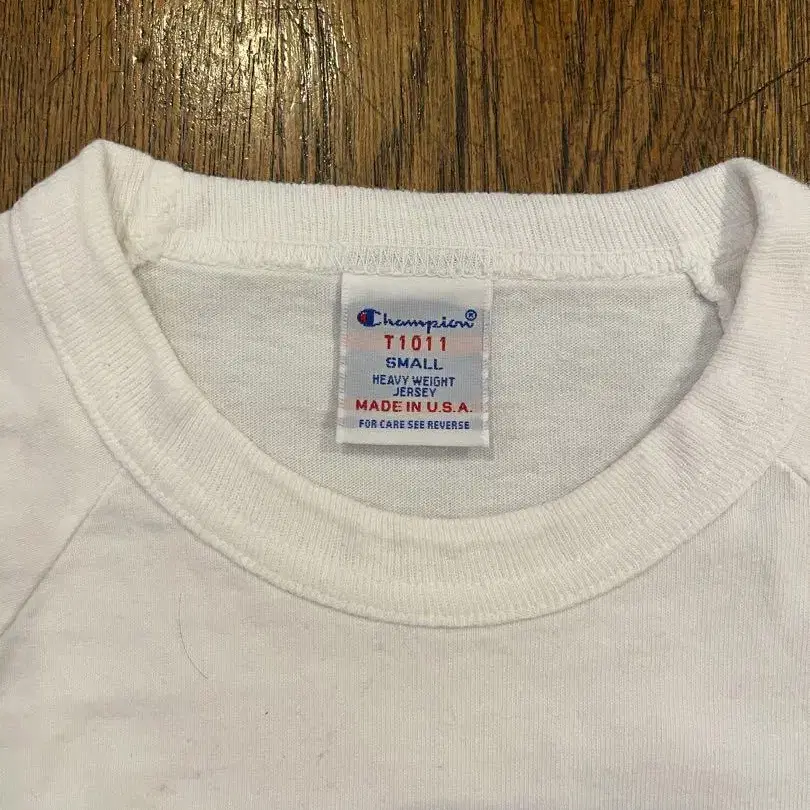 Champion®
T1011
SMALL
HEAVY WEIGHT
JERSEY
MADE IN U.S.A.
FOR CARE SEE REVERSE